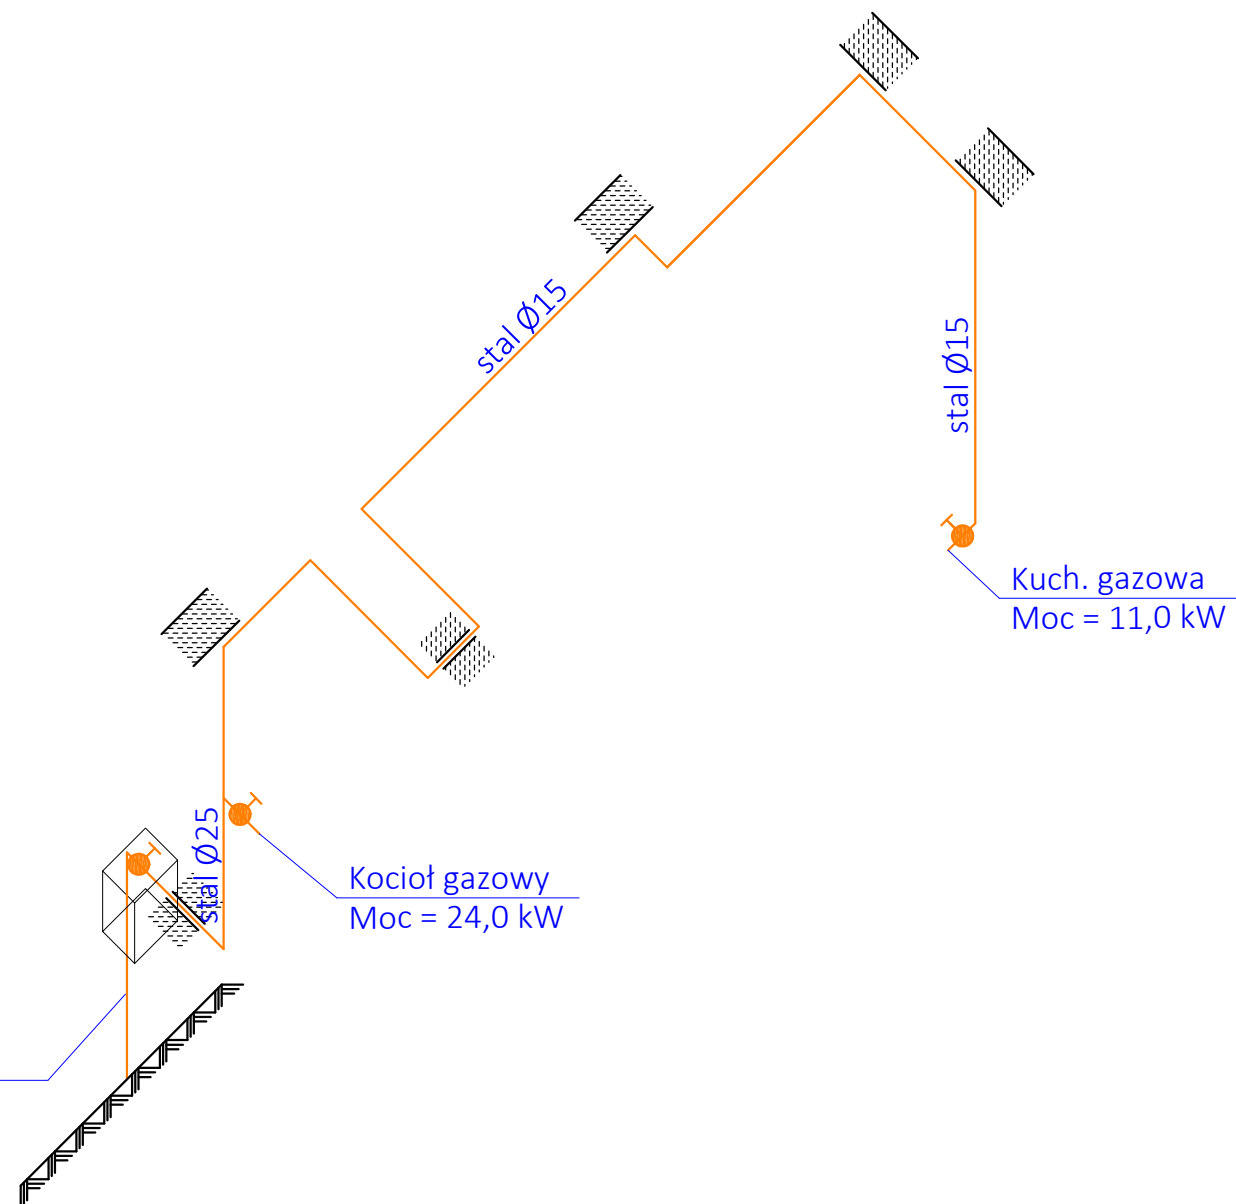 stal Ø15
stal Ø15
Kuch. gazowa
Moc = 11,0 kW
stal Ø25
Kocioł gazowy
Moc = 24,0 kW